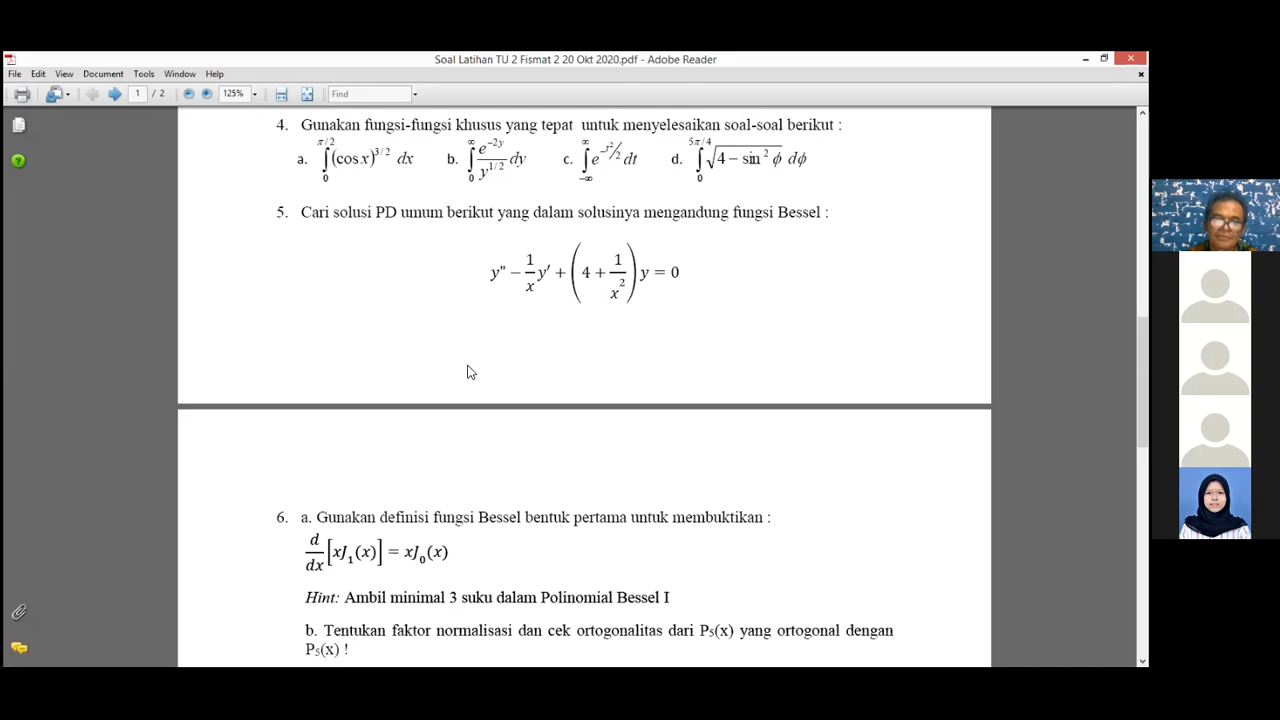 Soal Latihan TU 2 Fismat 2 20 Okt 2020.pdf - Adobe Reader
File Edit View Document Tools Window Help
1 / 2 125% Find
4. Gunakan fungsi-fungsi khusus yang tepat untuk menyelesaikan soal-soal berikut :
a. ∫₀^{π/2} (cos x)^{3/2} dx b. ∫₀^∞ e^{-2y}/y^{1/2} dy c. ∫_{-∞}^∞ e^{-t²/2} dt d. ∫₀^{5π/4} √(4 − sin² ϕ) dϕ
5. Cari solusi PD umum berikut yang dalam solusinya mengandung fungsi Bessel :
y" − 1/x y′ + (4 + 1/x²) y = 0
6. a. Gunakan definisi fungsi Bessel bentuk pertama untuk membuktikan :
d/dx [xJ₁(x)] = xJ₀(x)
Hint: Ambil minimal 3 suku dalam Polinomial Bessel I
b. Tentukan faktor normalisasi dan cek ortogonalitas dari P₅(x) yang ortogonal dengan
P₅(x) !